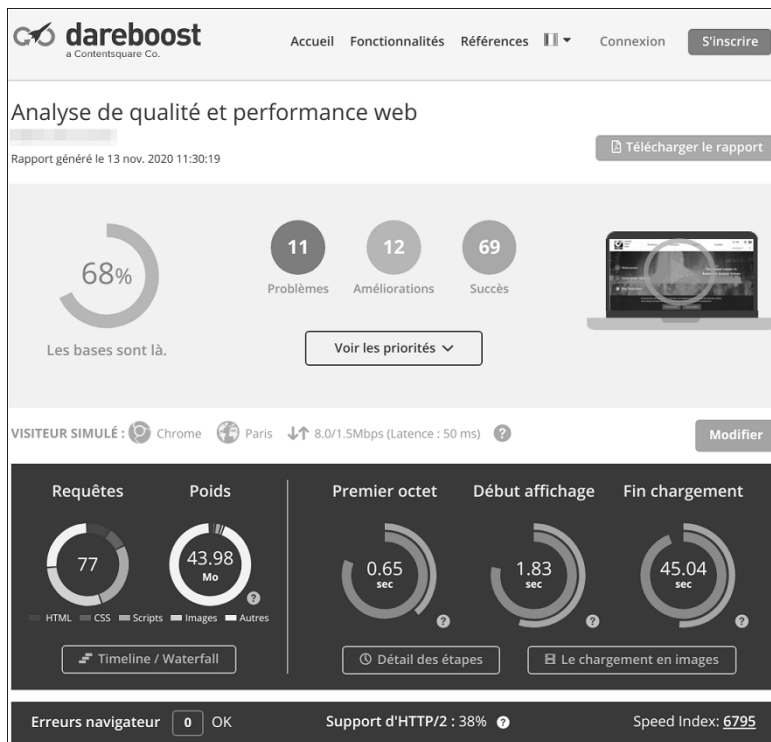 dareboost
a Contentsquare Co.
Accueil Fonctionnalités Références Connexion S'inscrire
Analyse de qualité et performance web
Rapport généré le 13 nov. 2020 11:30:19
Télécharger le rapport
68%
Les bases sont là.
11 12 69
Problèmes Améliorations Succès
Voir les priorités
VISITEUR SIMULÉ : Chrome Paris 8.0/1.5Mbps (Latence : 50 ms) ?
Modifier
Requêtes Poids Premier octet Début affichage Fin chargement
77 43.98 0.65 1.83 45.04
Mo sec sec sec
? ? ? ?
HTML CSS Scripts Images Autres
Timeline / Waterfall Détail des étapes Le chargement en images
Erreurs navigateur 0 OK Support d'HTTP/2 : 38% ? Speed Index: 6795